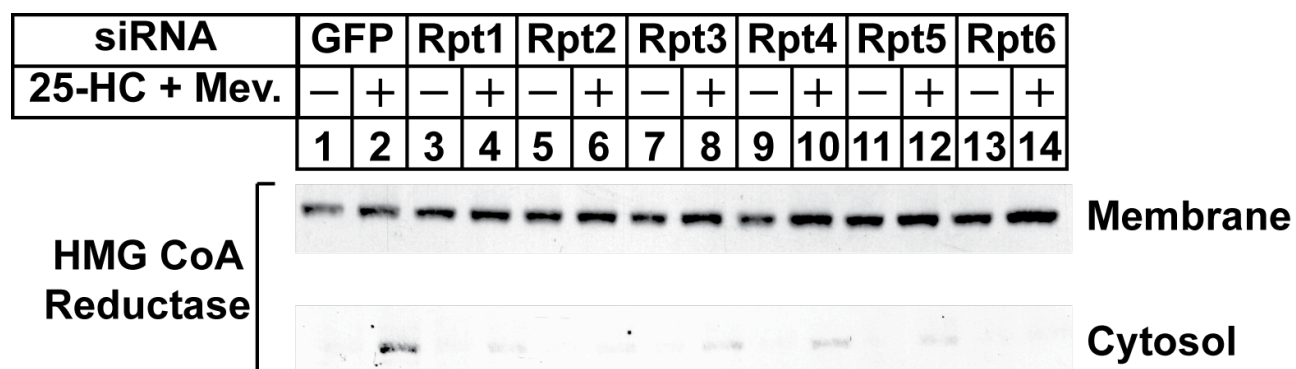 siRNA GFP Rpt1 Rpt2 Rpt3 Rpt4 Rpt5 Rpt6
25-HC + Mev. − + − + − + − + − + − + − +
1 2 3 4 5 6 7 8 9 10 11 12 13 14
Membrane
HMG CoA
Reductase
Cytosol